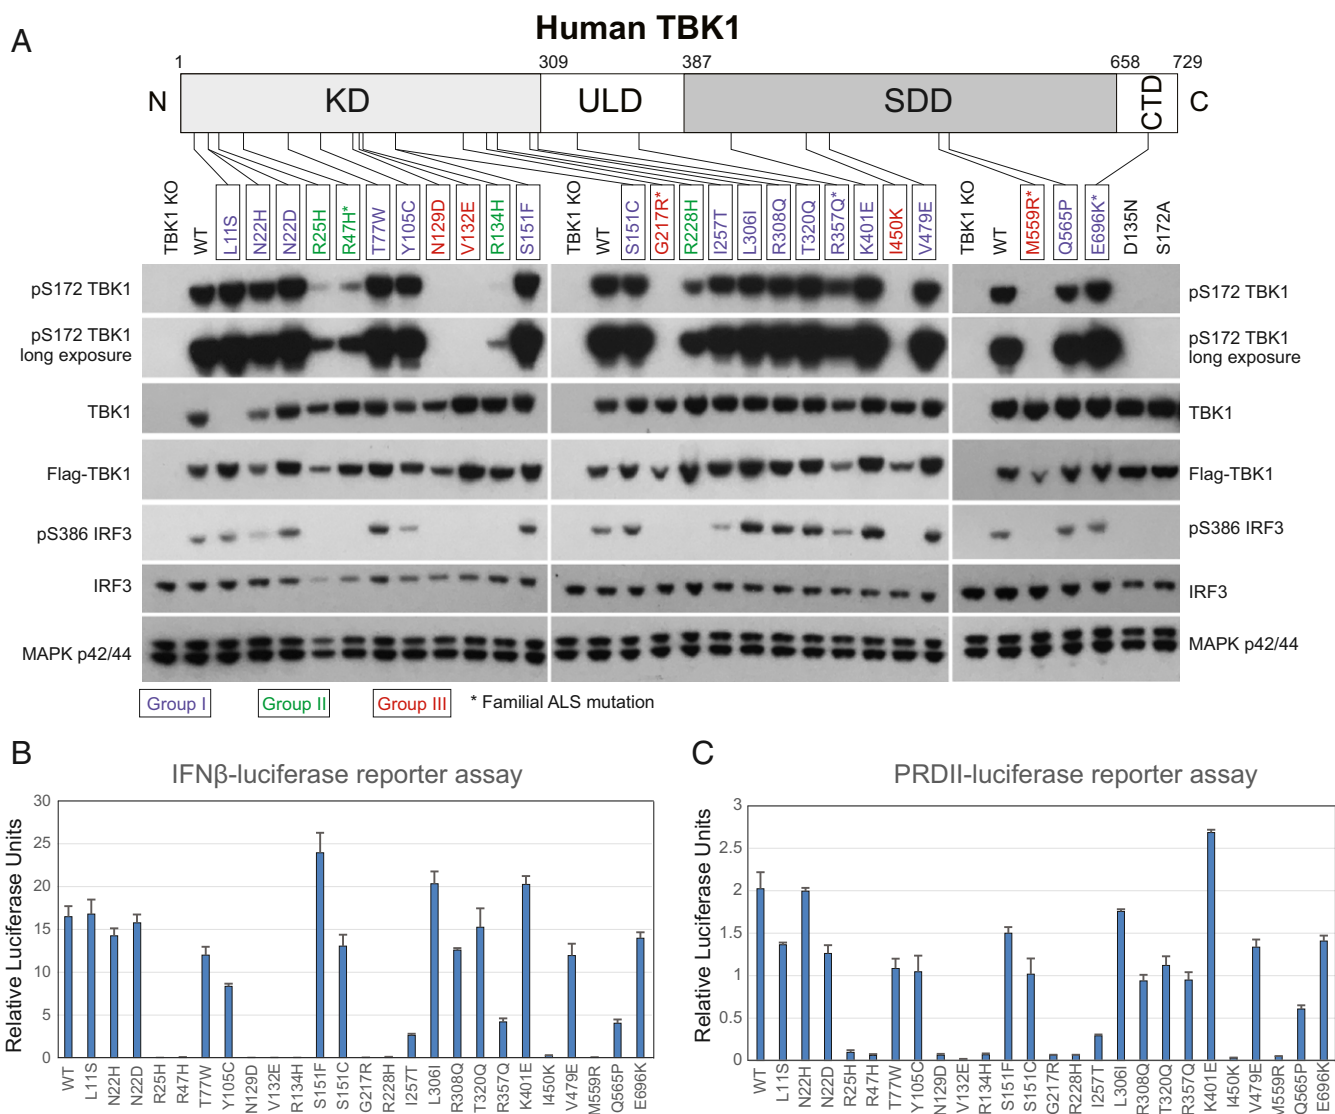 A
Human TBK1
1 309 387 658 729
N KD ULD SDD CTD C
TBK1 KO WT L11S N22H N22D R25H R47H* T77W Y105C N129D V132E R134H S151F TBK1 KO WT S151C G217R* R228H I257T L306I R308Q T320Q R357Q* K401E I450K V479E TBK1 KO WT M559R* Q565P E696K* D135N S172A
pS172 TBK1 pS172 TBK1
pS172 TBK1 pS172 TBK1
long exposure long exposure
TBK1 TBK1
Flag-TBK1 Flag-TBK1
pS386 IRF3 pS386 IRF3
IRF3 IRF3
MAPK p42/44 MAPK p42/44
Group I Group II Group III * Familial ALS mutation
B
IFNβ-luciferase reporter assay
Relative Luciferase Units
30
25
20
15
10
5
0
WT L11S N22H N22D R25H R47H T77W Y105C N129D V132E R134H S151F S151C G217R R228H I257T L306I R308Q T320Q R357Q K401E I450K V479E M559R Q565P E696K
C
PRDII-luciferase reporter assay
Relative Luciferase Units
3
2.5
2
1.5
1
0.5
0
WT L11S N22H N22D R25H R47H T77W Y105C N129D V132E R134H S151F S151C G217R R228H I257T L306I R308Q T320Q R357Q K401E I450K V479E M559R Q565P E696K